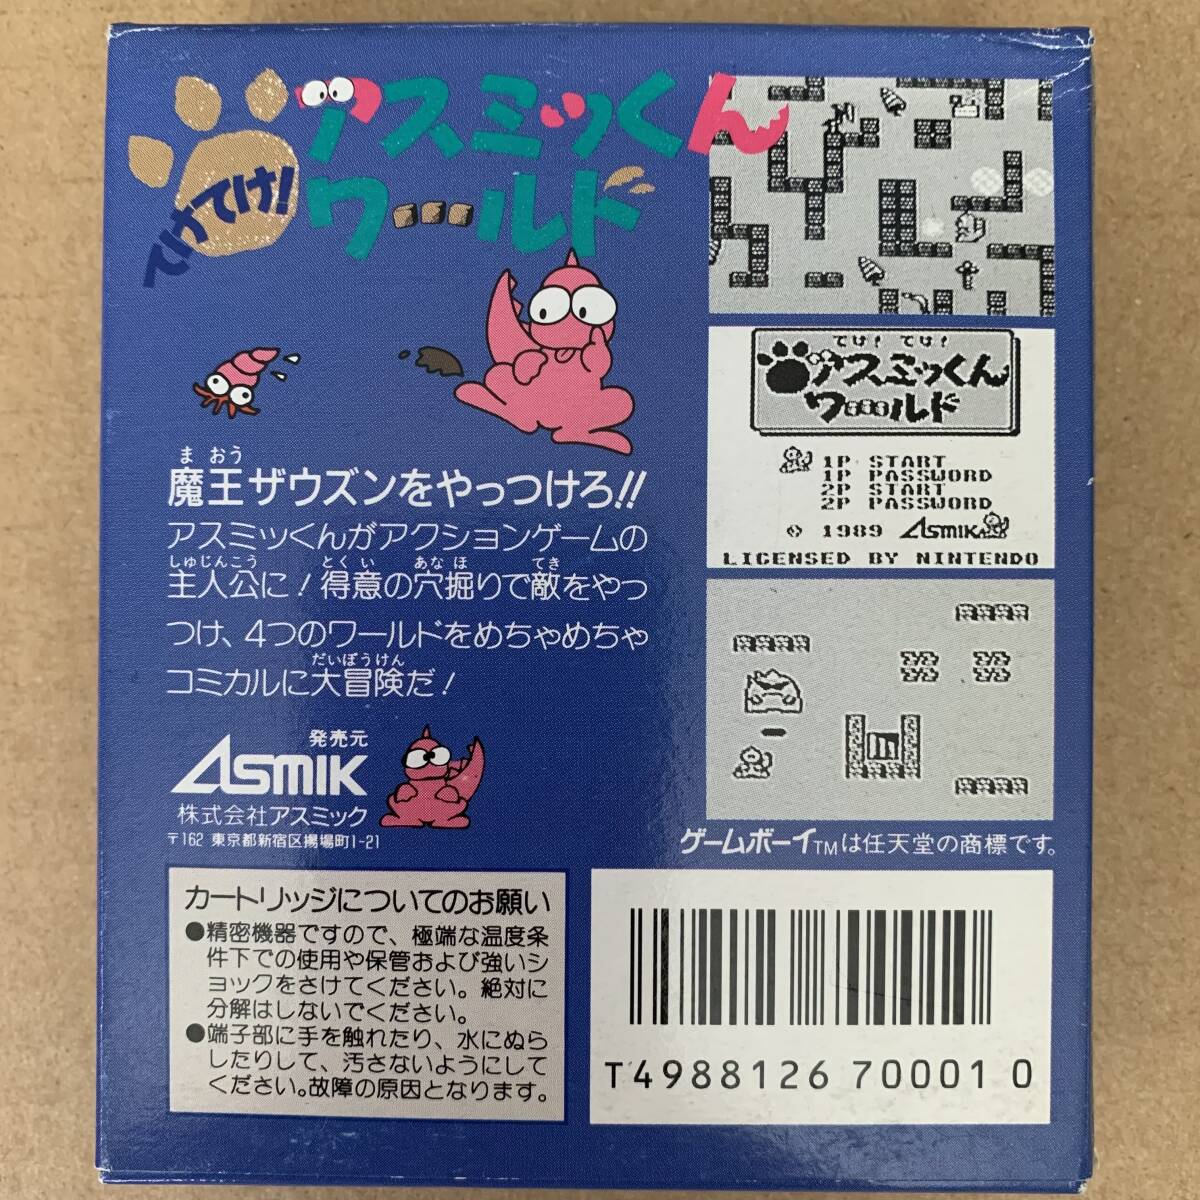 てけてけ!
アスミッくん
ワールド
てけ! てけ!
アスミッくん
ワールド
1P START
1P PASSWORD
2P START
2P PASSWORD
© 1989 ASMIK
LICENSED BY NINTENDO
まおう
魔王ザウズンをやっつけろ!!
アスミッくんがアクションゲームの
しゅじんこう とくい あなほ てき
主人公に!得意の穴掘りで敵をやっ
つけ、4つのワールドをめちゃめちゃ
だいぼうけん
コミカルに大冒険だ!
発売元
ASMIK
株式会社アスミック
〒162 東京都新宿区揚場町1-21
ゲームボーイTMは任天堂の商標です。
カートリッジについてのお願い
●精密機器ですので、極端な温度条
件下での使用や保管および強いシ
ョックをさけてください。絶対に
分解はしないでください。
●端子部に手を触れたり、水にぬら
したりして、汚さないようにして
ください。故障の原因となります。
T4988126 70001 0